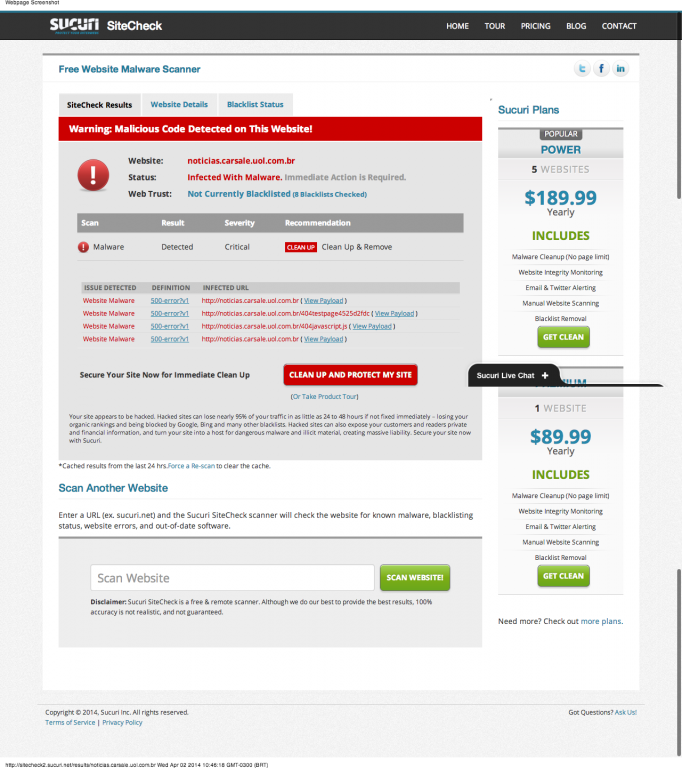 Webpage Screenshot
SUCURI SiteCheck
HOME TOUR PRICING BLOG CONTACT
Free Website Malware Scanner
SiteCheck Results Website Details Blacklist Status
Warning: Malicious Code Detected on This Website!
Website: noticias.carsale.uol.com.br
Status: Infected With Malware. Immediate Action is Required.
Web Trust: Not Currently Blacklisted (8 Blacklists Checked)
Scan Result Severity Recommendation
Malware Detected Critical CLEAN UP Clean Up & Remove
ISSUE DETECTED DEFINITION INFECTED URL
Website Malware 500-error?v1 http://noticias.carsale.uol.com.br ( View Payload )
Website Malware 500-error?v1 http://noticias.carsale.uol.com.br/404testpage4525d2fdc ( View Payload )
Website Malware 500-error?v1 http://noticias.carsale.uol.com.br/404javascript.js ( View Payload )
Website Malware 500-error?v1 http://noticias.carsale.uol.com.br ( View Payload )
Secure Your Site Now for Immediate Clean Up CLEAN UP AND PROTECT MY SITE
(Or Take Product Tour)
Your site appears to be hacked. Hacked sites can lose nearly 95% of your traffic in as little as 24 to 48 hours if not fixed immediately – losing your
organic rankings and being blocked by Google, Bing and many other blacklists. Hacked sites can also expose your customers and readers private
and financial information, and turn your site into a host for dangerous malware and illicit material, creating massive liability. Secure your site now
with Sucuri.
*Cached results from the last 24 hrs.Force a Re-scan to clear the cache.
Scan Another Website
Enter a URL (ex. sucuri.net) and the Sucuri SiteCheck scanner will check the website for known malware, blacklisting
status, website errors, and out-of-date software.
Scan Website SCAN WEBSITE!
Disclaimer: Sucuri SiteCheck is a free & remote scanner. Although we do our best to provide the best results, 100%
accuracy is not realistic, and not guaranteed.
Sucuri Plans
POPULAR
POWER
5 WEBSITES
$189.99
Yearly
INCLUDES
Malware Cleanup (No page limit)
Website Integrity Monitoring
Email & Twitter Alerting
Manual Website Scanning
Blacklist Removal
GET CLEAN
Sucuri Live Chat +
1 WEBSITE
$89.99
Yearly
INCLUDES
Malware Cleanup (No page limit)
Website Integrity Monitoring
Email & Twitter Alerting
Manual Website Scanning
Blacklist Removal
GET CLEAN
Need more? Check out more plans.
Copyright © 2014, Sucuri Inc. All rights reserved.
Terms of Service | Privacy Policy
Got Questions? Ask Us!
http://sitecheck2.sucuri.net/results/noticias.carsale.uol.com.br Wed Apr 02 2014 10:46:18 GMT-0300 (BRT)